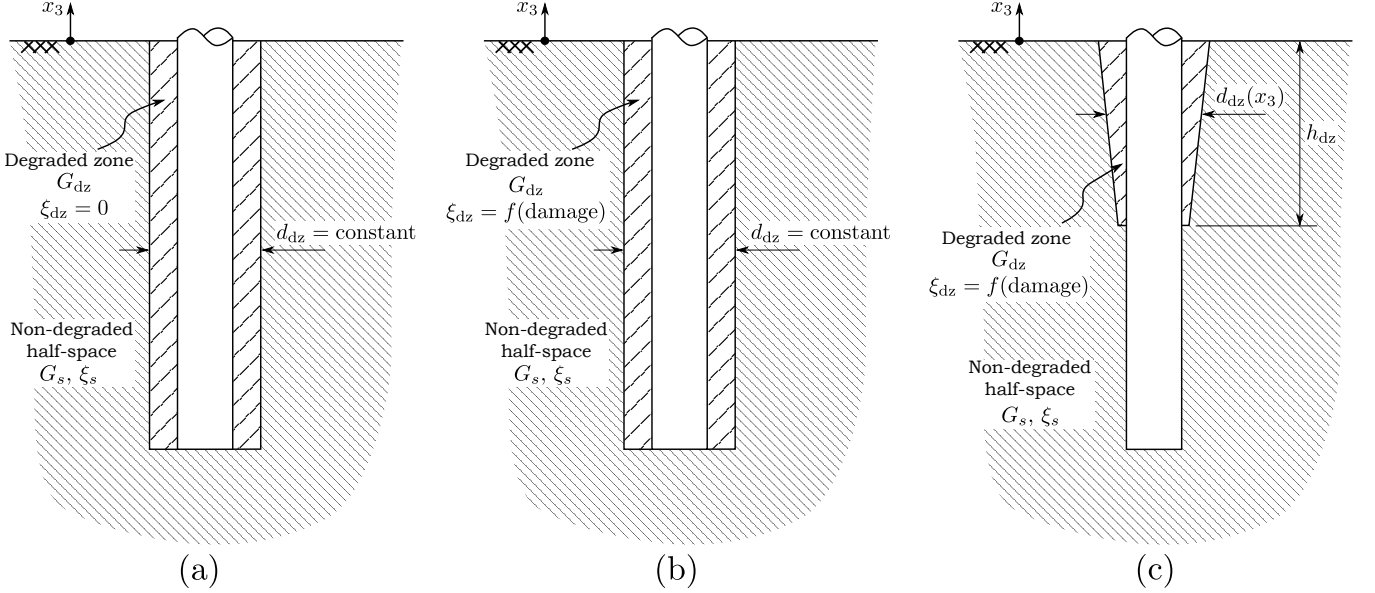 x₃
Degraded zone
G_dz
ξ_dz = 0
d_dz = constant
Non-degraded
half-space
G_s, ξ_s
(a)
x₃
Degraded zone
G_dz
ξ_dz = f(damage)
d_dz = constant
Non-degraded
half-space
G_s, ξ_s
(b)
x₃
d_dz(x₃)
h_dz
Degraded zone
G_dz
ξ_dz = f(damage)
Non-degraded
half-space
G_s, ξ_s
(c)